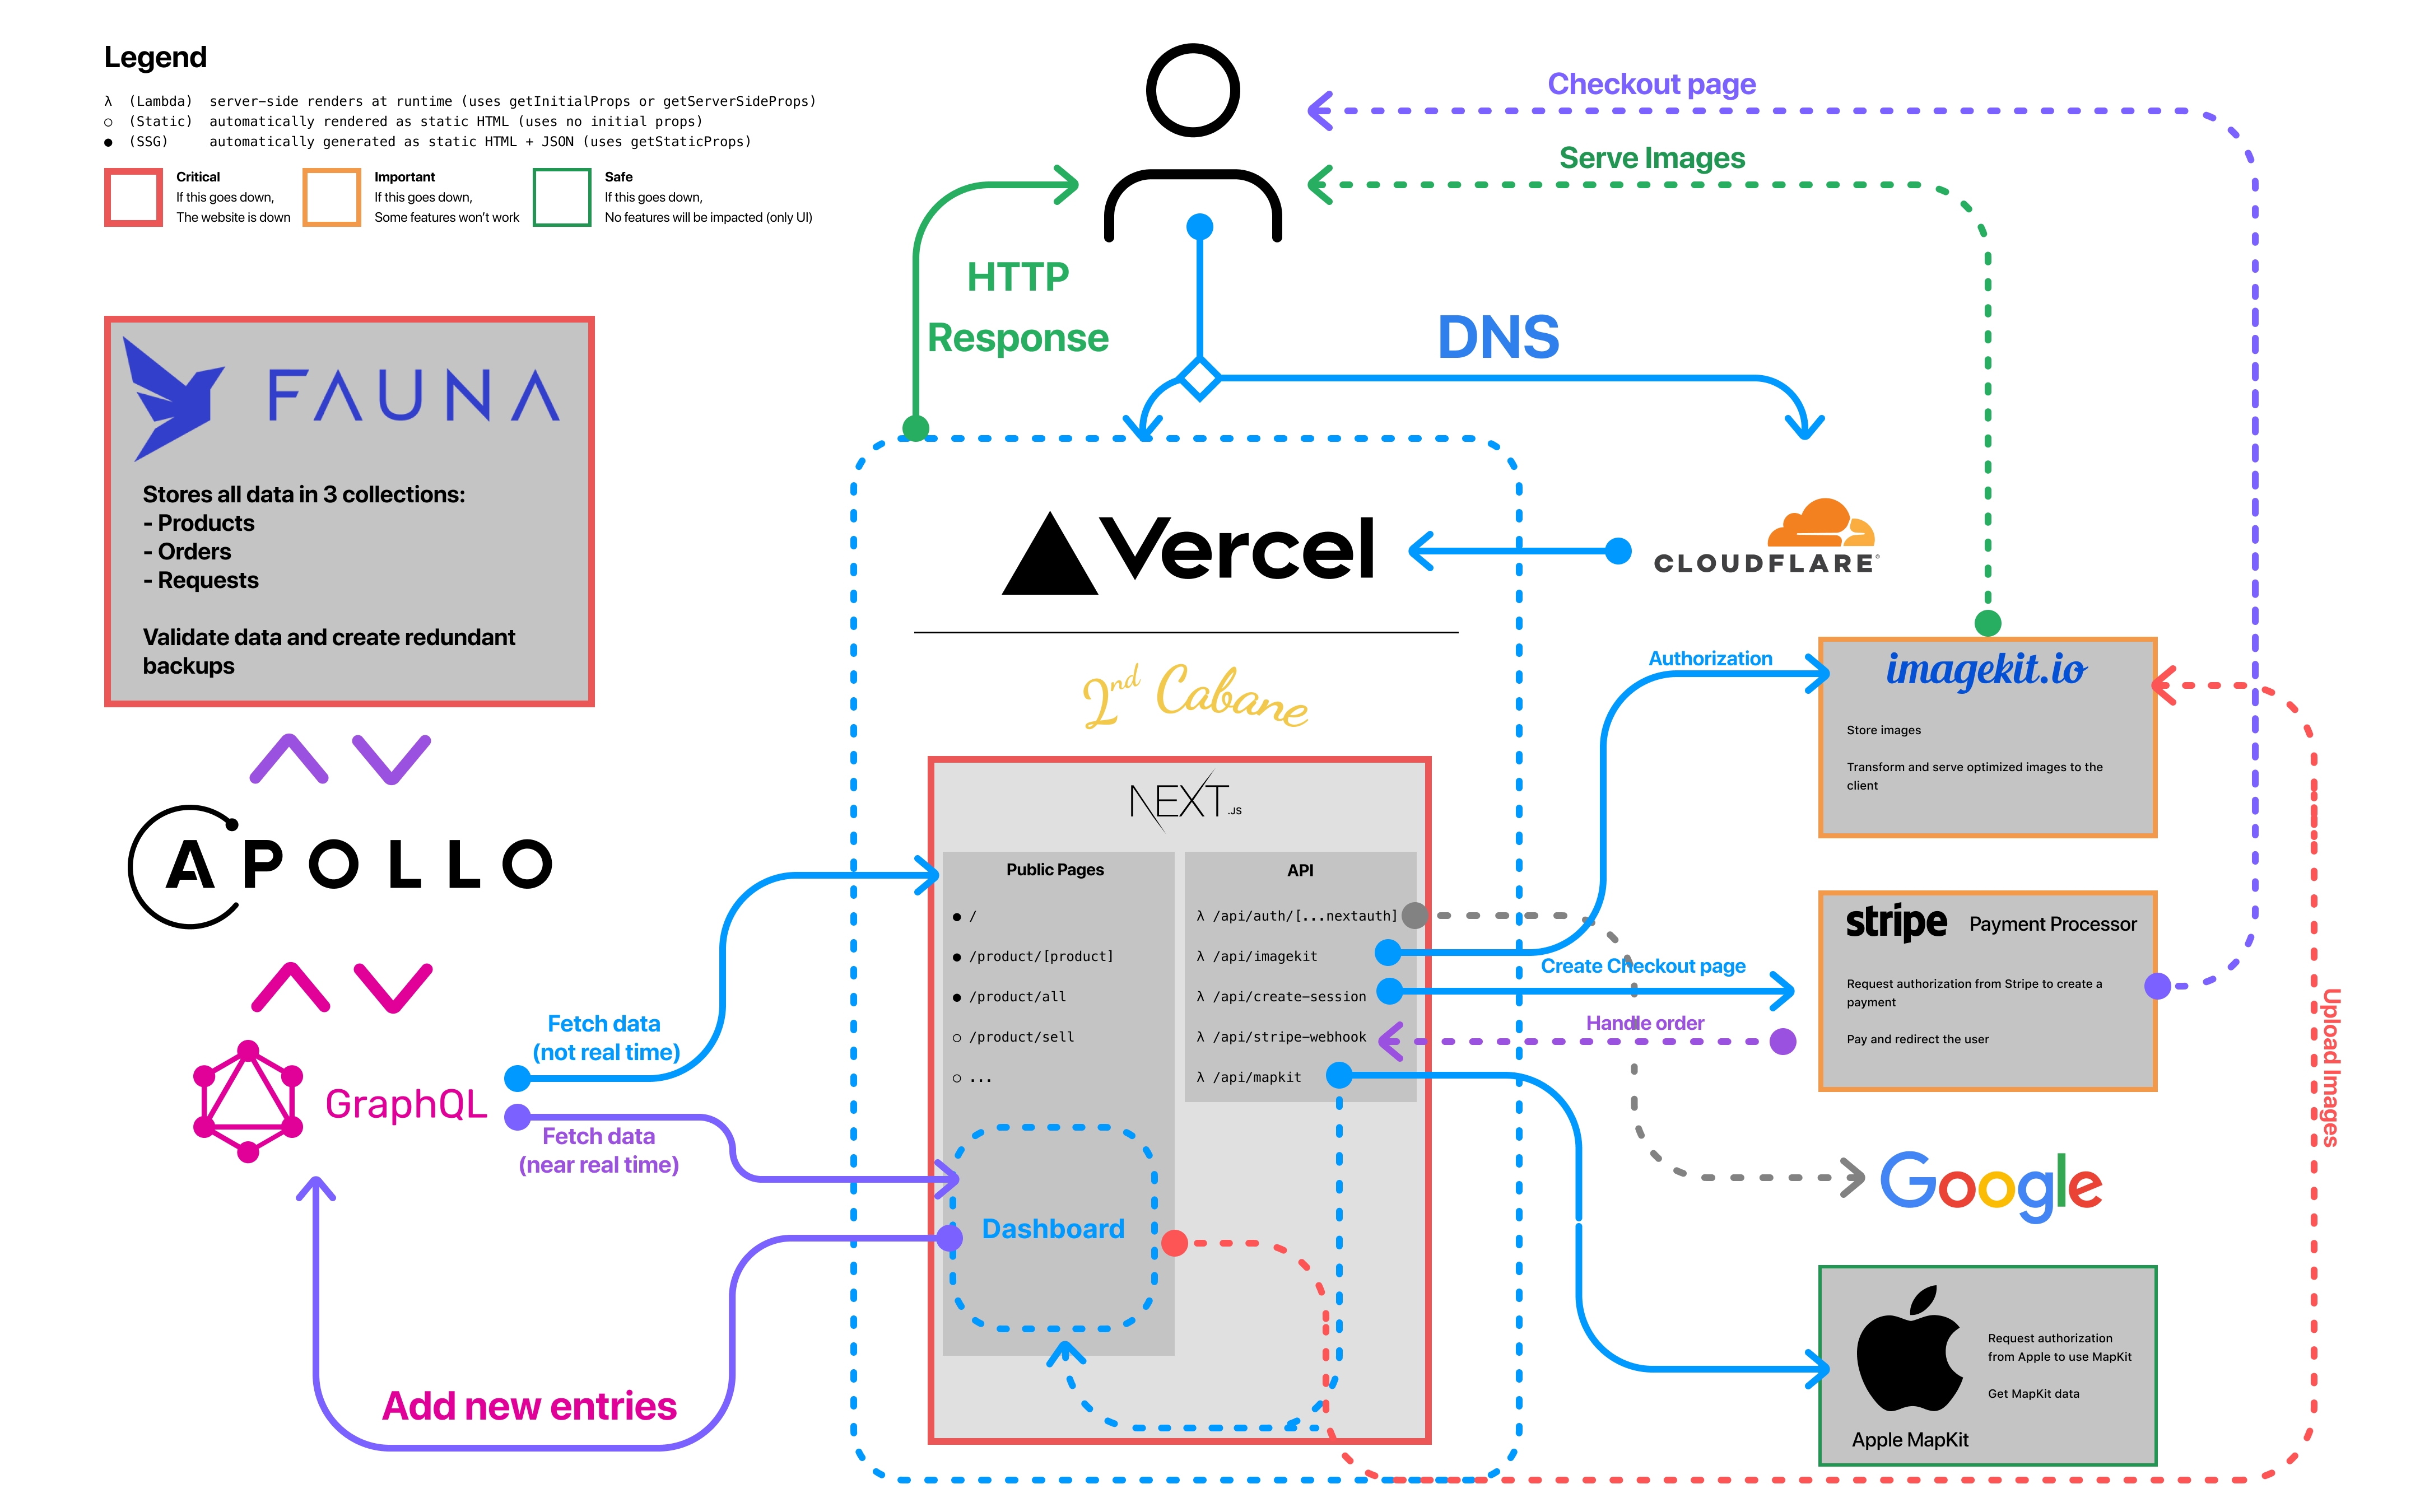 Legend
λ (Lambda) server-side renders at runtime (uses getInitialProps or getServerSideProps)
○ (Static) automatically rendered as static HTML (uses no initial props)
● (SSG) automatically generated as static HTML + JSON (uses getStaticProps)
Critical
If this goes down,
The website is down
Important
If this goes down,
Some features won't work
Safe
If this goes down,
No features will be impacted (only UI)
Checkout page
Serve Images
HTTP
Response
DNS
FAUNA
Stores all data in 3 collections:
- Products
- Orders
- Requests
Validate data and create redundant
backups
APOLLO
GraphQL
Fetch data
(not real time)
Fetch data
(near real time)
Add new entries
Vercel
CLOUDFLARE®
2nd Cabane
NEXT.JS
Public Pages
● /
● /product/[product]
● /product/all
○ /product/sell
○ ...
Dashboard
API
λ /api/auth/[...nextauth]
λ /api/imagekit
λ /api/create-session
λ /api/stripe-webhook
λ /api/mapkit
Authorization
Create Checkout page
Handle order
imagekit.io
Store images
Transform and serve optimized images to the
client
stripe Payment Processor
Request authorization from Stripe to create a
payment
Pay and redirect the user
Upload Images
Google
Request authorization
from Apple to use MapKit
Get MapKit data
Apple MapKit